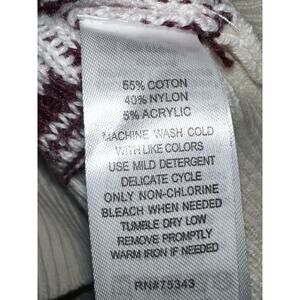 55% COTON
40% NYLON
5% ACRYLIC
MACHINE WASH COLD
WITH LIKE COLORS
USE MILD DETERGENT
DELICATE CYCLE
ONLY NON-CHLORINE
BLEACH WHEN NEEDED
TUMBLE DRY LOW
REMOVE PROMPTLY
WARM IRON IF NEEDED
RN#75343